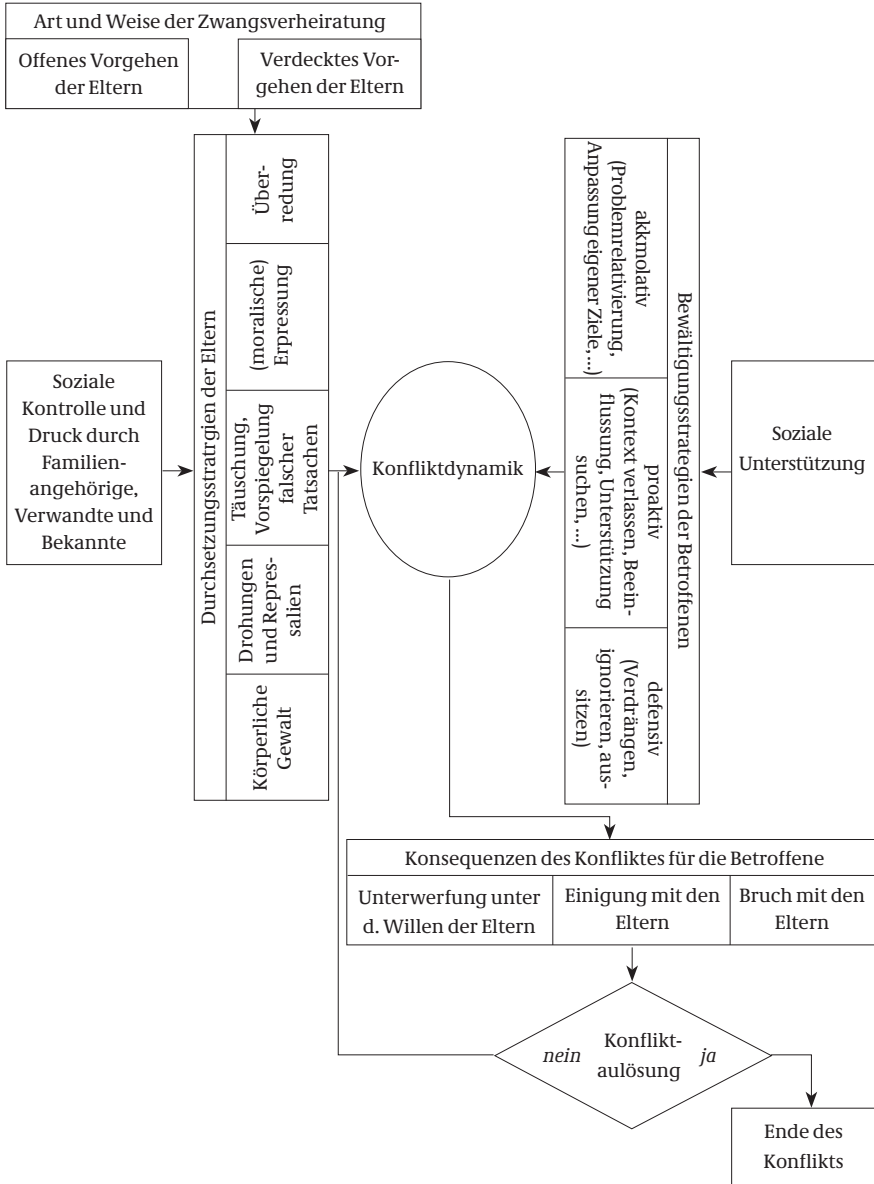 Art und Weise der Zwangsverheiratung
Offenes Vorgehen
der Eltern
Verdecktes Vor-
gehen der Eltern
Soziale
Kontrolle und
Druck durch
Familien-
angehörige,
Verwandte und
Bekannte
Durchsetzungsstratrgien der Eltern
Über-
redung
(moralische)
Erpressung
Täuschung,
Vorspiegelung
falscher
Tatsachen
Drohungen
und Repres-
salien
Körperliche
Gewalt
Konfliktdynamik
akkmolativ
(Problemrelativierung,
Anpassung eigener Ziele,...)
proaktiv
(Kontext verlassen, Beein-
flussung, Unterstützung
suchen, ...)
defensiv
(Verdrängen,
ignorieren, aus-
sitzen)
Bewältigungsstrategien der Betroffenen
Soziale
Unterstützung
Konsequenzen des Konfliktes für die Betroffene
Unterwerfung unter
d. Willen der Eltern
Einigung mit den
Eltern
Bruch mit den
Eltern
Konflikt-
nein
aulösung
ja
Ende des
Konflikts